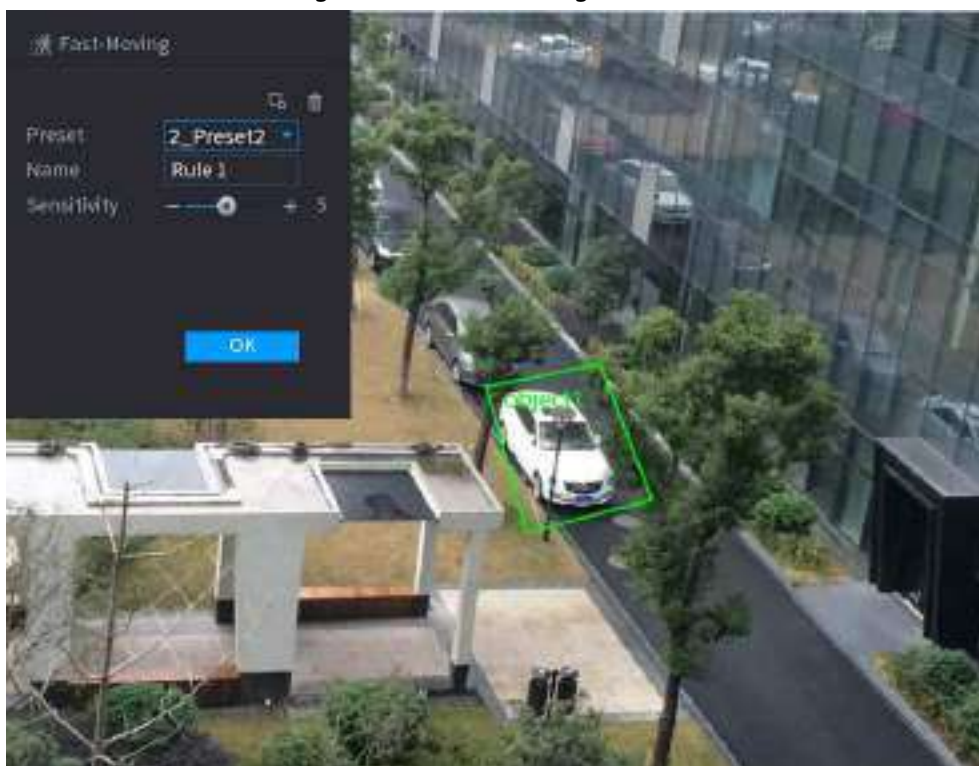 Fast-Moving
Preset 2_Preset2
Name Rule 1
Sensitivity − + 5
OK